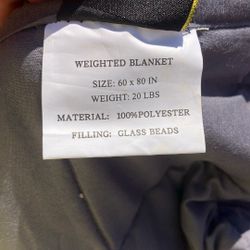 WEIGHTED BLANKET
SIZE: 60 x 80 IN
WEIGHT: 20 LBS
MATERIAL: 100%POLYESTER
FILLING: GLASS BEADS